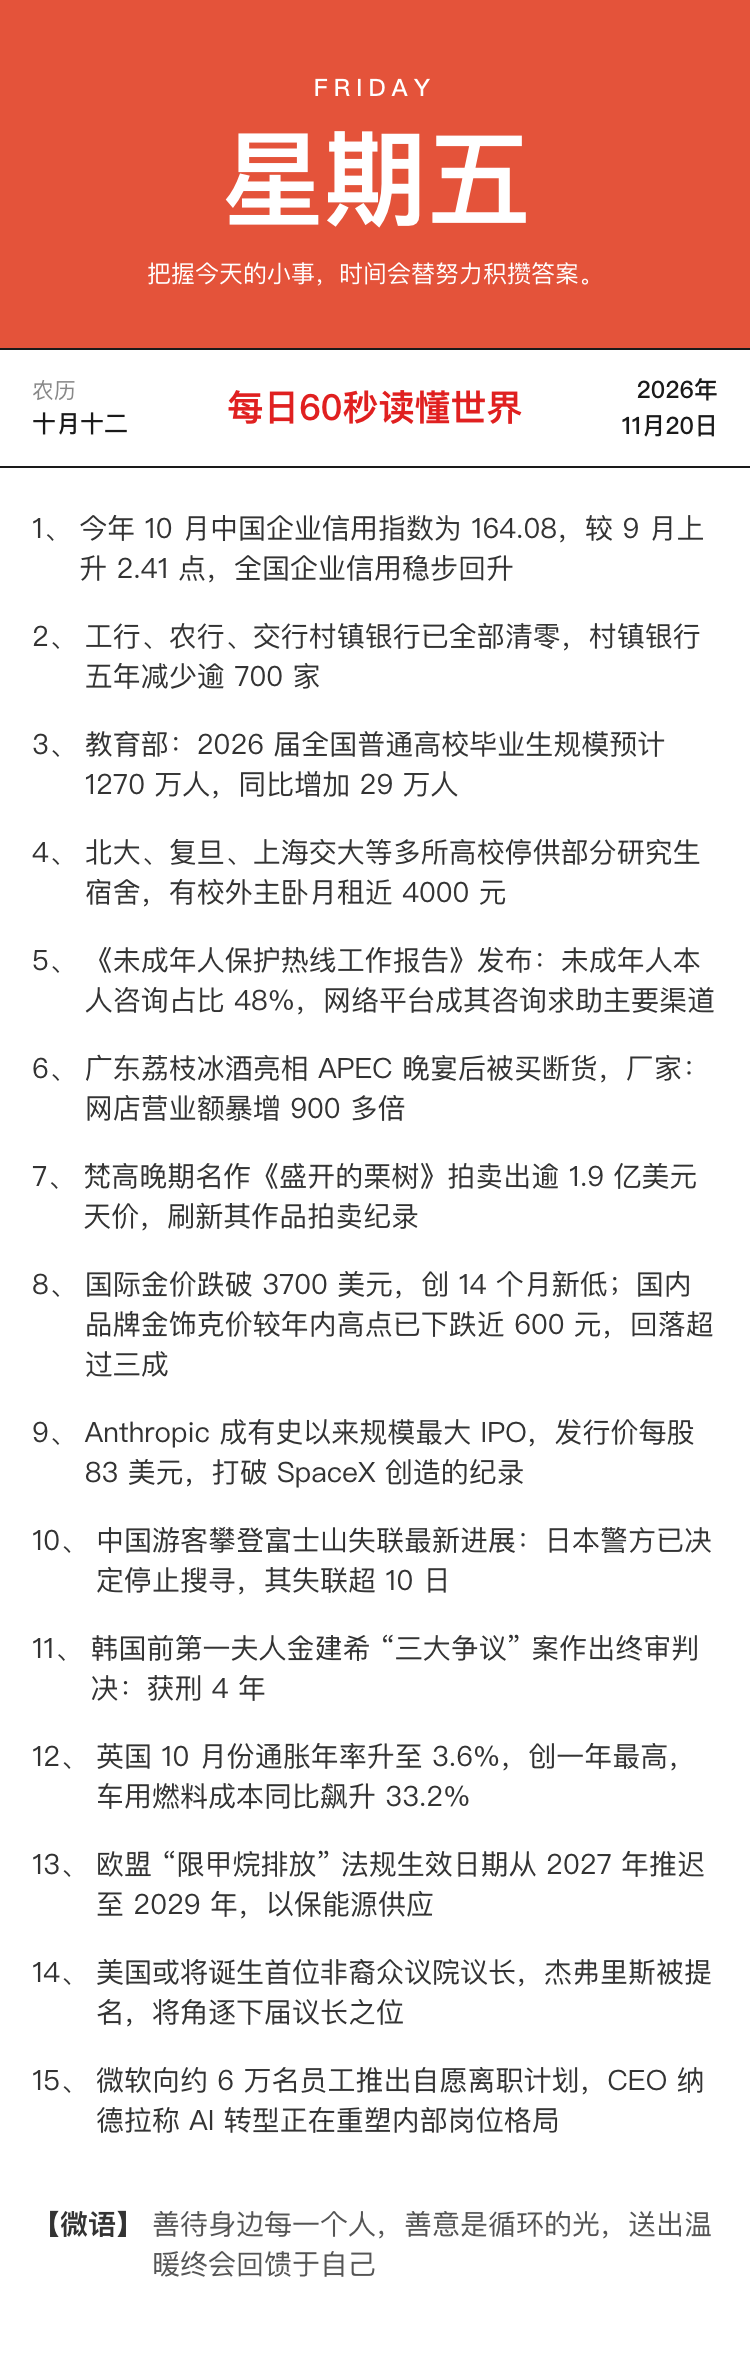 FRIDAY
星期五
把握今天的小事，时间会替努力积攒答案。
农历
十月十二
每日60秒读懂世界
2026年
11月20日
1、 今年 10 月中国企业信用指数为 164.08，较 9 月上
升 2.41 点，全国企业信用稳步回升
2、 工行、农行、交行村镇银行已全部清零，村镇银行
五年减少逾 700 家
3、 教育部：2026 届全国普通高校毕业生规模预计
1270 万人，同比增加 29 万人
4、 北大、复旦、上海交大等多所高校停供部分研究生
宿舍，有校外主卧月租近 4000 元
5、 《未成年人保护热线工作报告》发布：未成年人本
人咨询占比 48%，网络平台成其咨询求助主要渠道
6、 广东荔枝冰酒亮相 APEC 晚宴后被买断货，厂家：
网店营业额暴增 900 多倍
7、 梵高晚期名作《盛开的栗树》拍卖出逾 1.9 亿美元
天价，刷新其作品拍卖纪录
8、 国际金价跌破 3700 美元，创 14 个月新低；国内
品牌金饰克价较年内高点已下跌近 600 元，回落超
过三成
9、 Anthropic 成有史以来规模最大 IPO，发行价每股
83 美元，打破 SpaceX 创造的纪录
10、 中国游客攀登富士山失联最新进展：日本警方已决
定停止搜寻，其失联超 10 日
11、 韩国前第一夫人金建希 “三大争议” 案作出终审判
决：获刑 4 年
12、 英国 10 月份通胀年率升至 3.6%，创一年最高，
车用燃料成本同比飙升 33.2%
13、 欧盟 “限甲烷排放” 法规生效日期从 2027 年推迟
至 2029 年，以保能源供应
14、 美国或将诞生首位非裔众议院议长，杰弗里斯被提
名，将角逐下届议长之位
15、 微软向约 6 万名员工推出自愿离职计划，CEO 纳
德拉称 AI 转型正在重塑内部岗位格局
【微语】 善待身边每一个人，善意是循环的光，送出温
暖终会回馈于自己